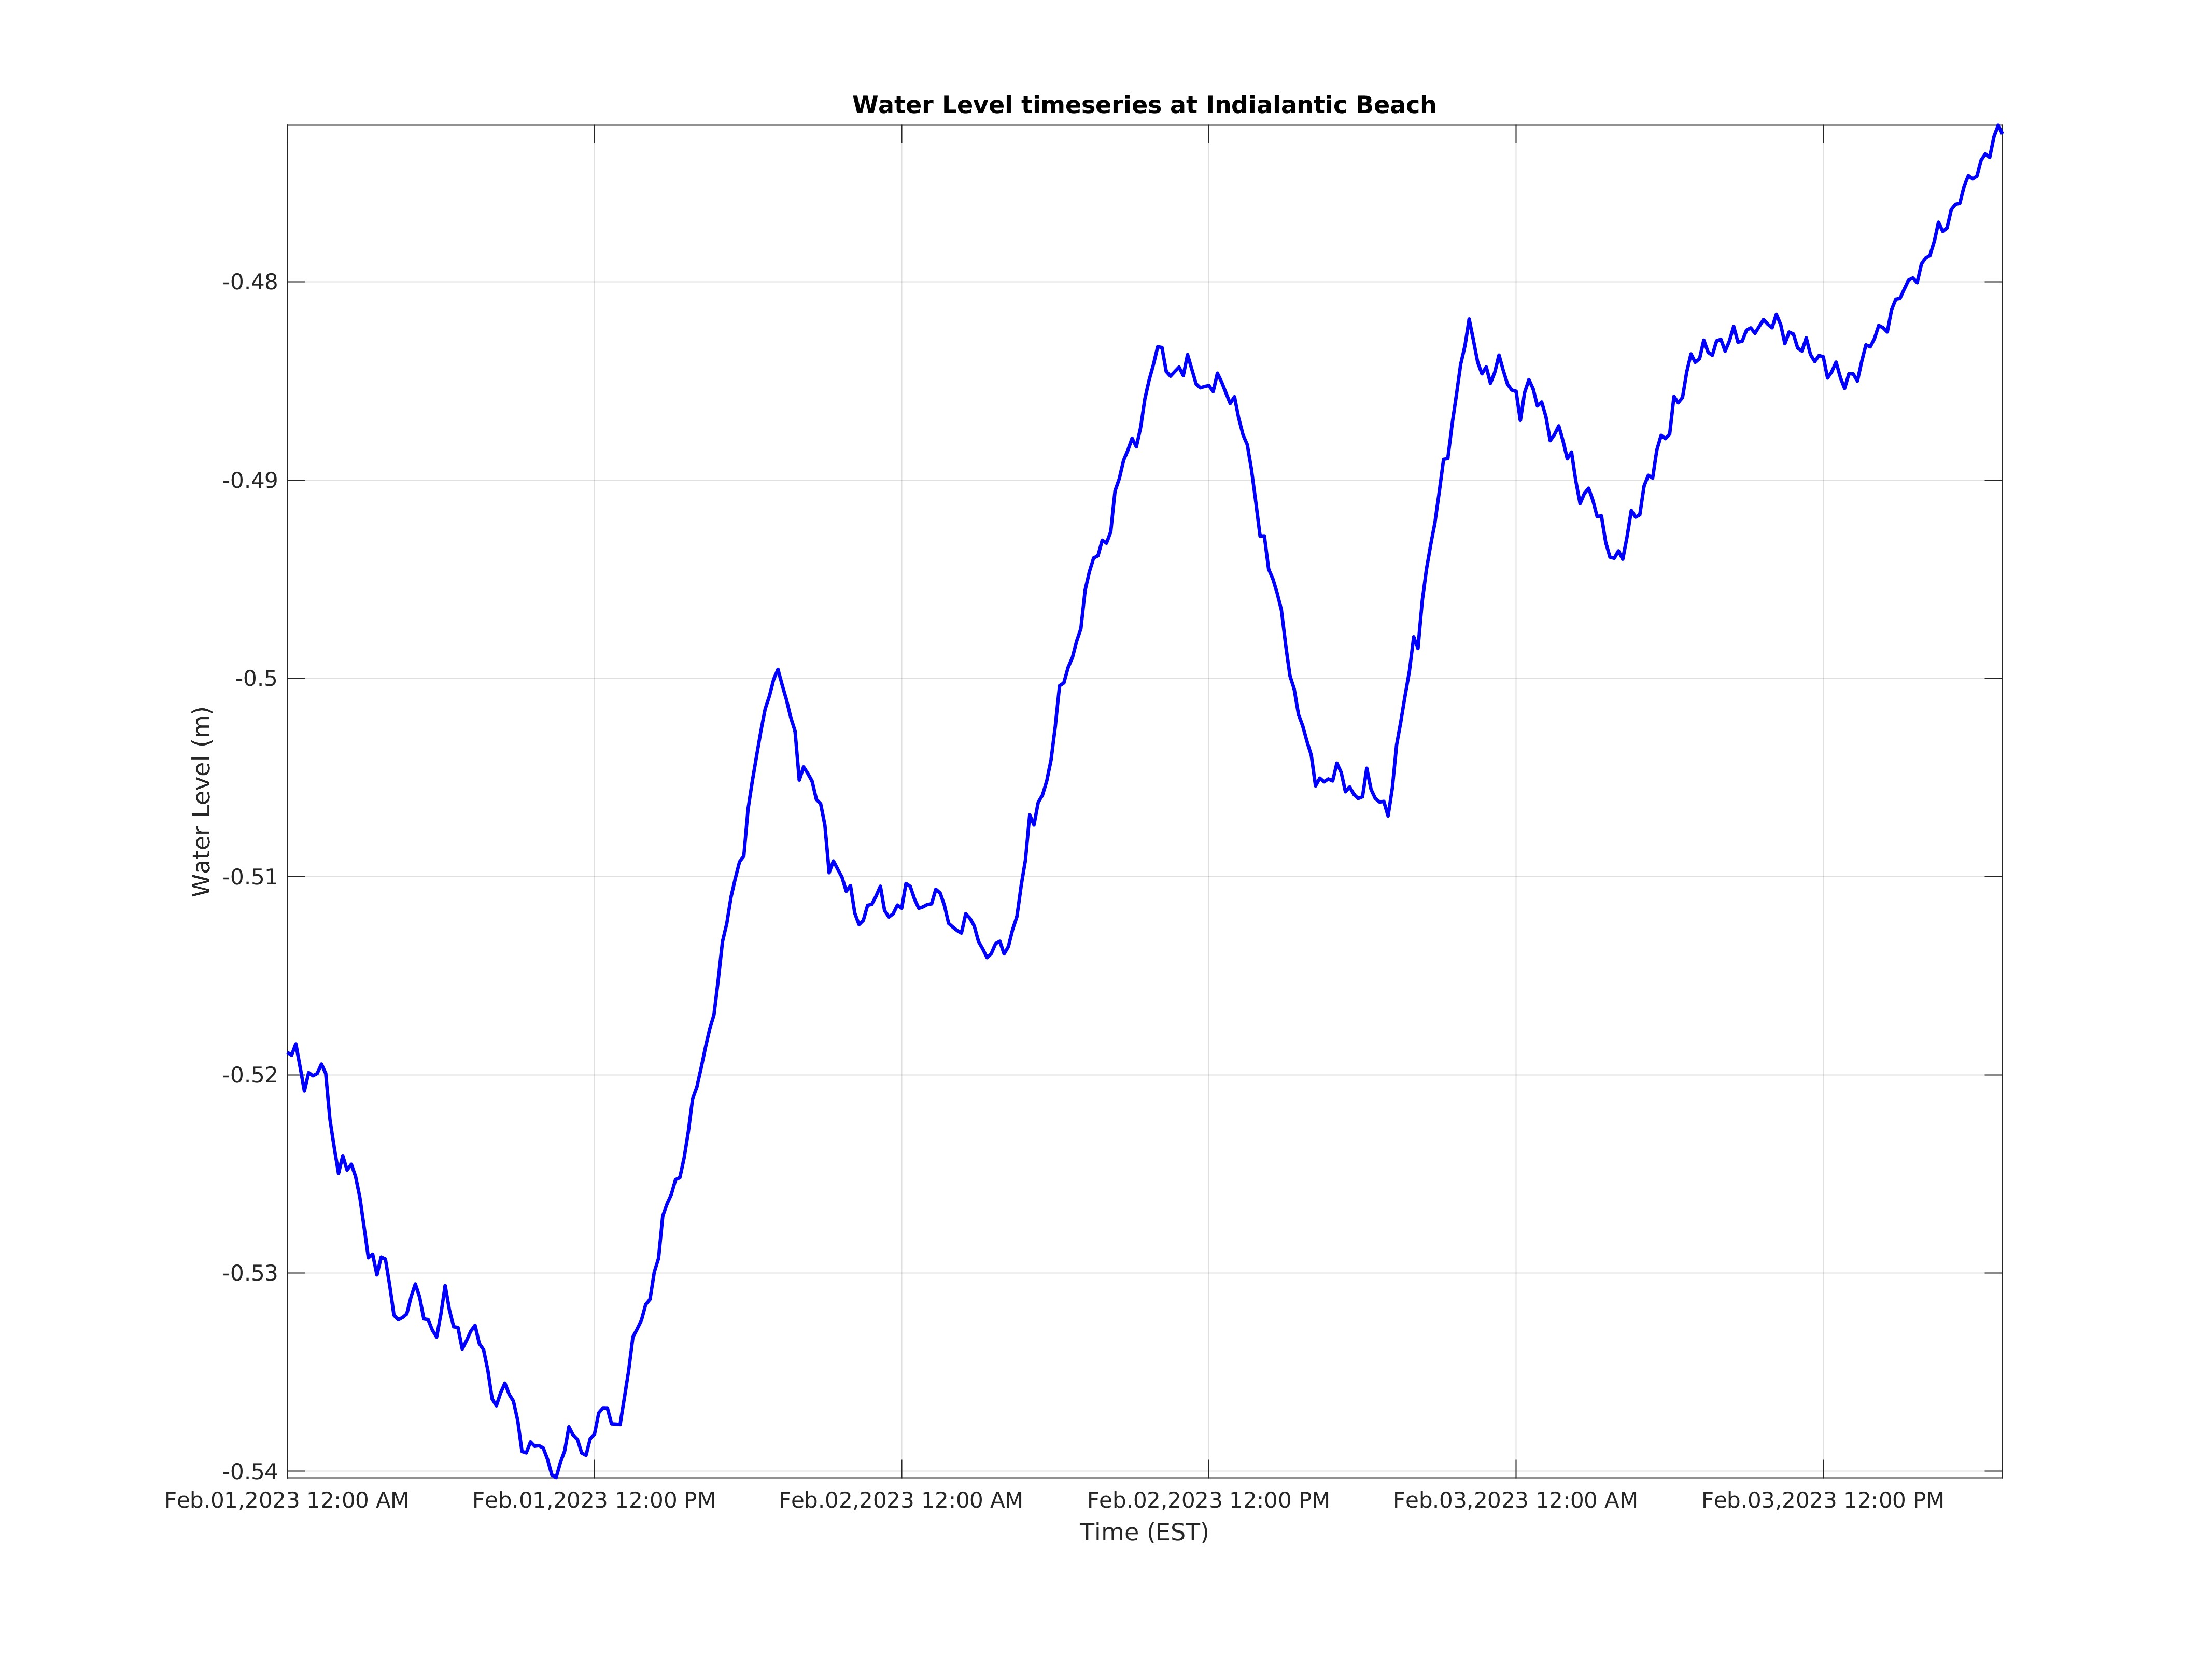 Water Level timeseries at Indialantic Beach
-0.48
-0.49
-0.5
-0.51
-0.52
-0.53
-0.54
Water Level (m)
Feb.01,2023 12:00 AM
Feb.01,2023 12:00 PM
Feb.02,2023 12:00 AM
Feb.02,2023 12:00 PM
Feb.03,2023 12:00 AM
Feb.03,2023 12:00 PM
Time (EST)